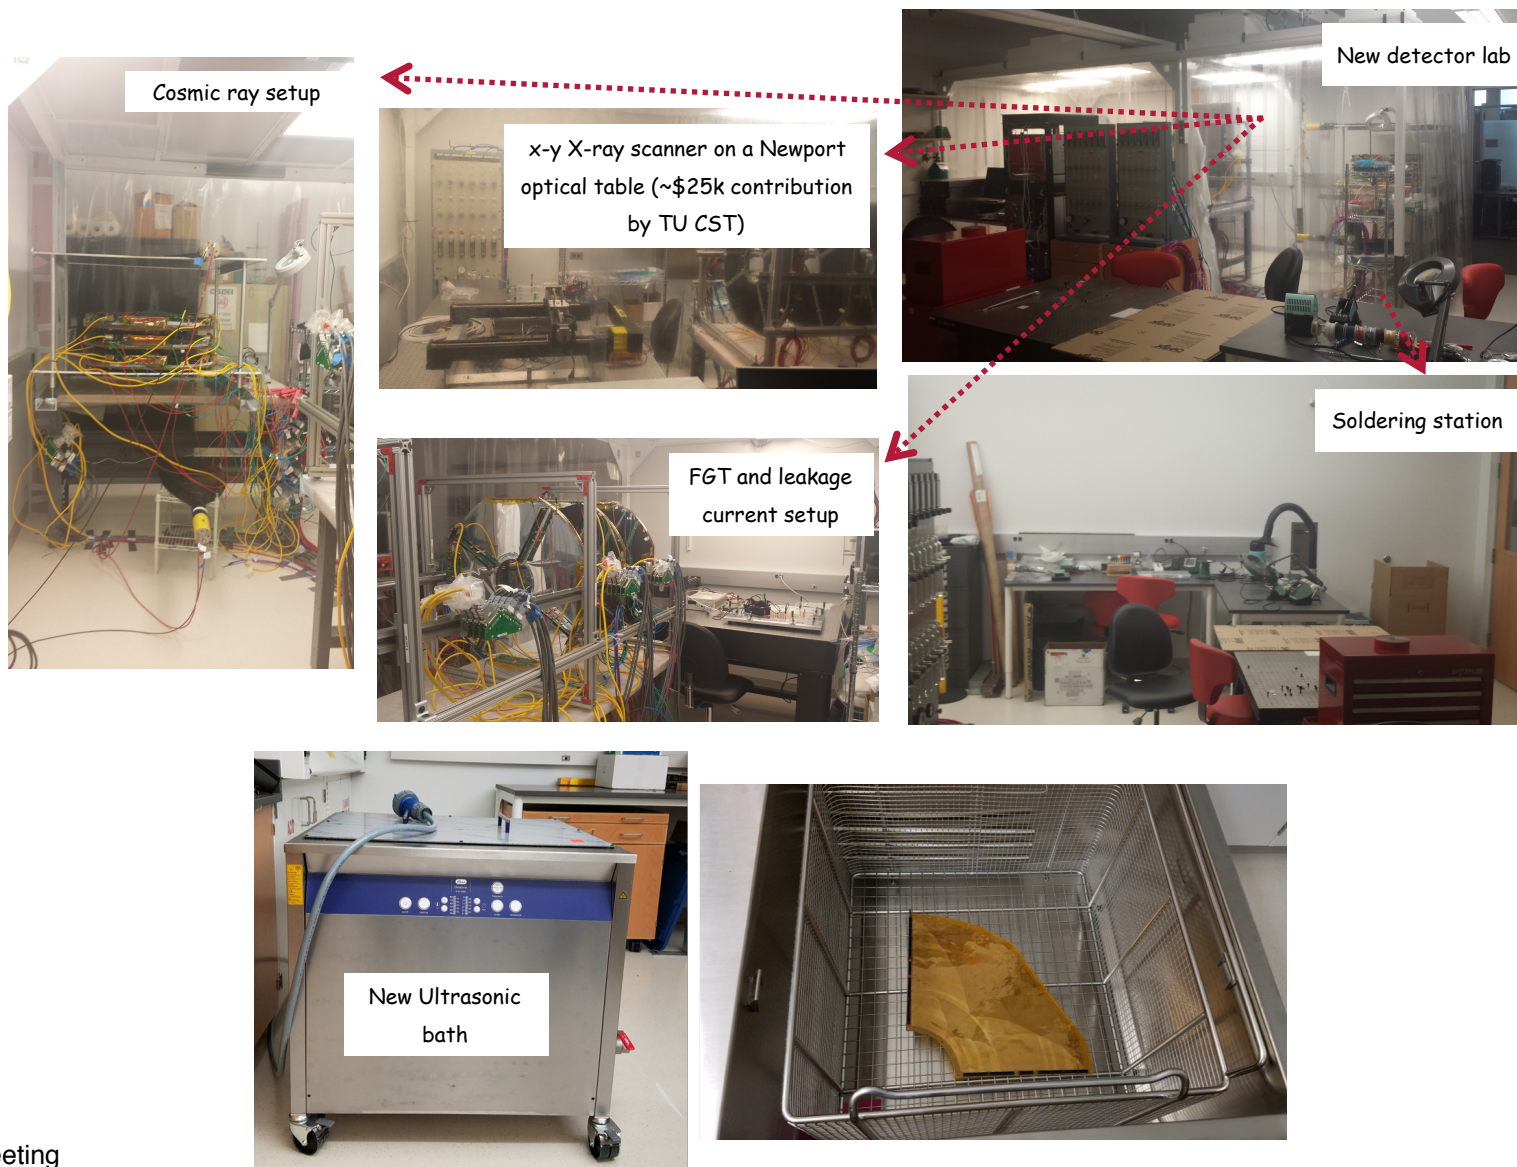 New detector lab
Cosmic ray setup
x-y X-ray scanner on a Newport
optical table (~$25k contribution
by TU CST)
Soldering station
FGT and leakage
current setup
New Ultrasonic
bath
eeting